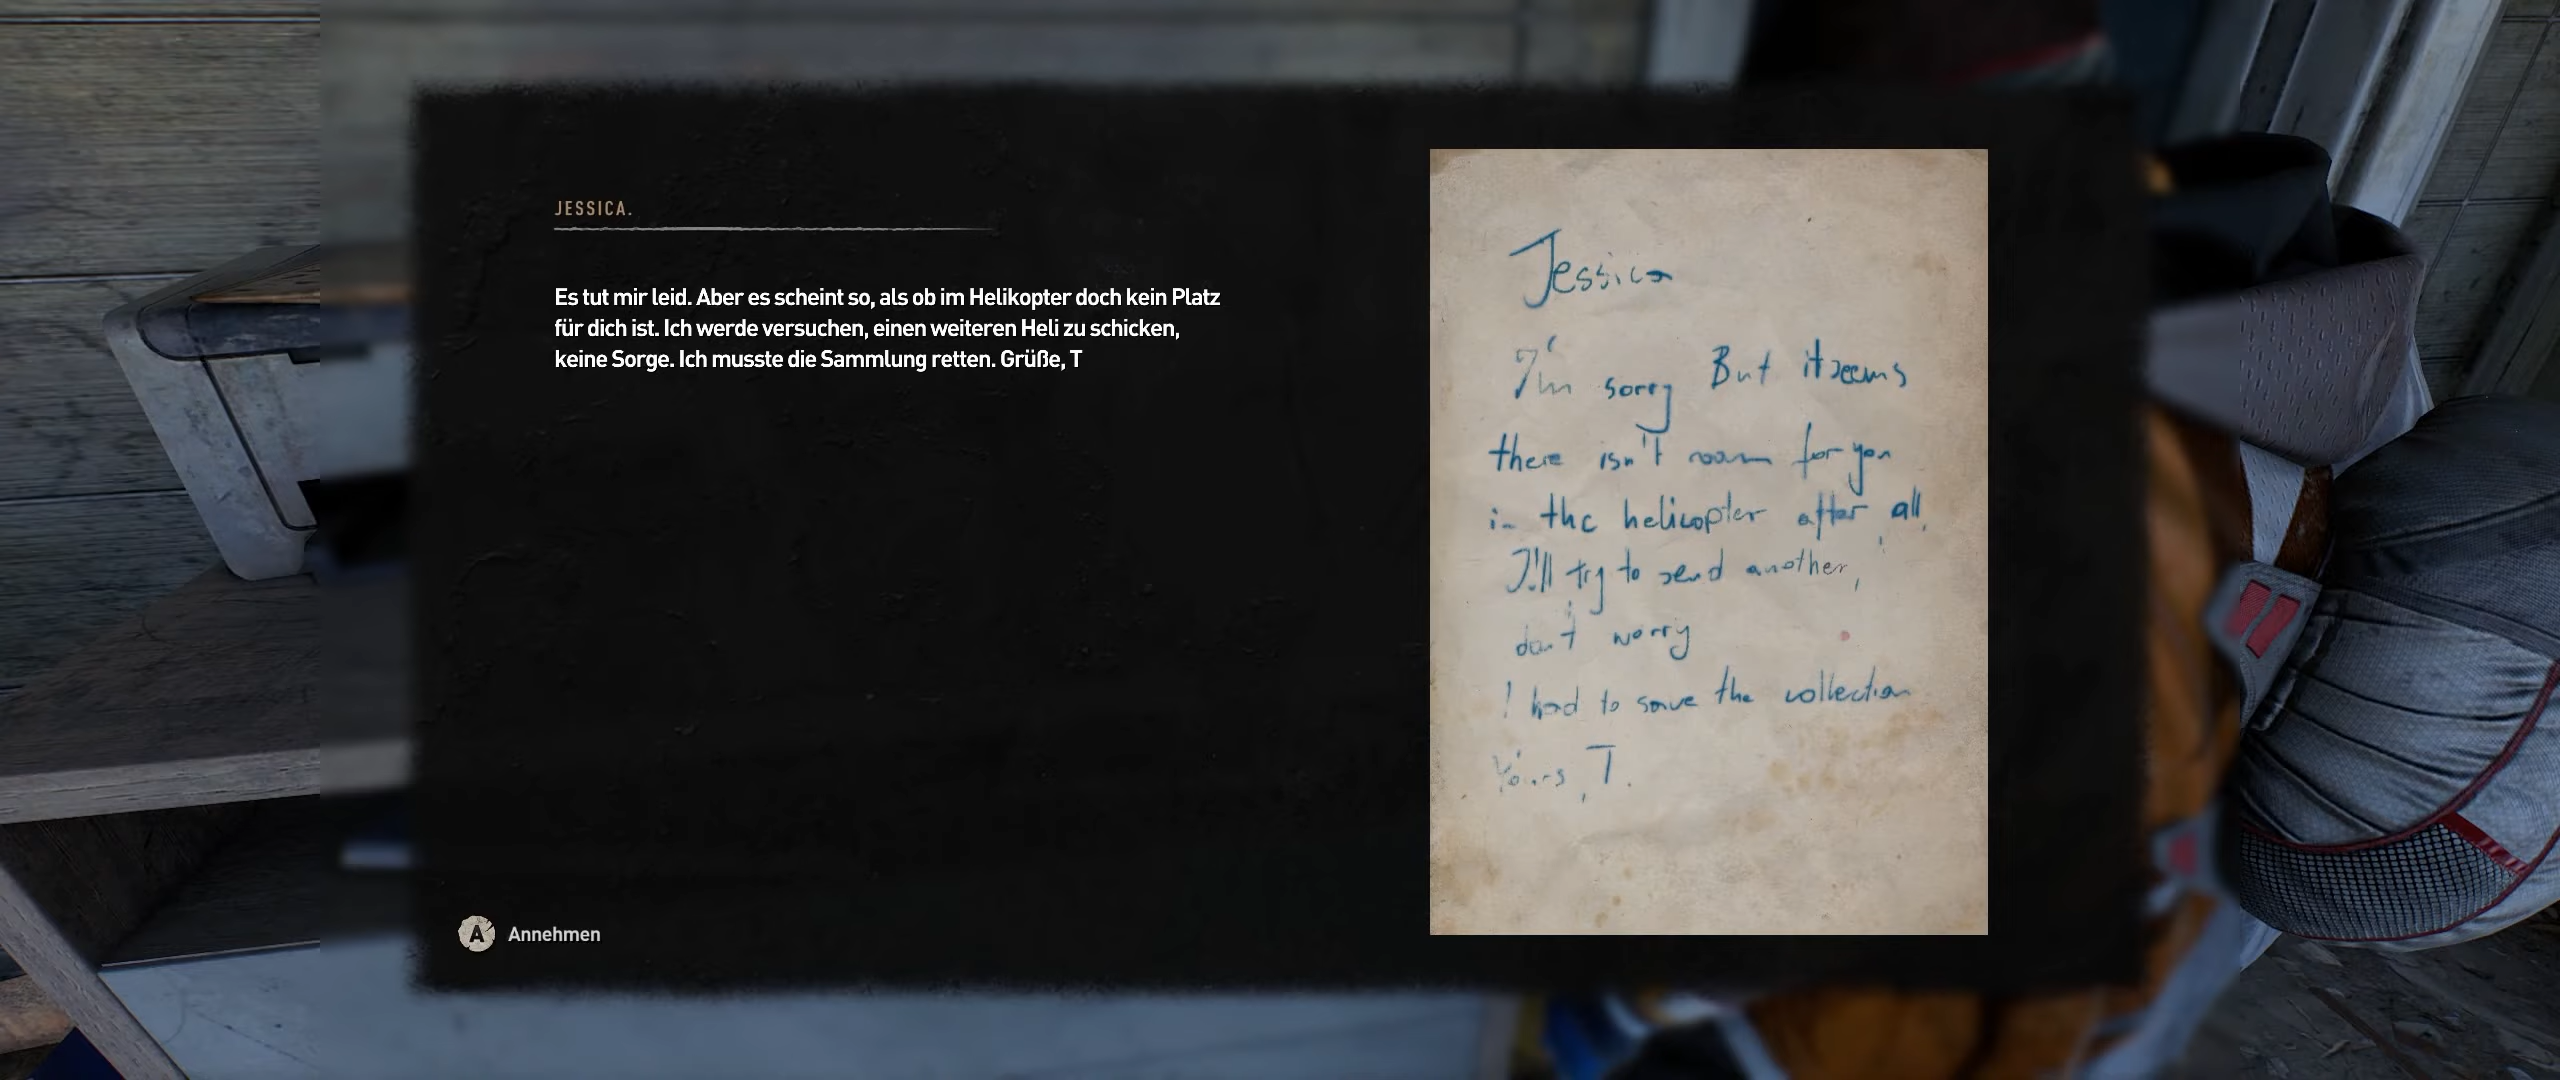 JESSICA.
Es tut mir leid. Aber es scheint so, als ob im Helikopter doch kein Platz
für dich ist. Ich werde versuchen, einen weiteren Heli zu schicken,
keine Sorge. Ich musste die Sammlung retten. Grüße, T
A Annehmen
Jessica
I'm sorry But it seems
there isn't room for you
in the helicopter after all,
I'll try to send another,
don't worry
I had to save the collection
Yours, T.